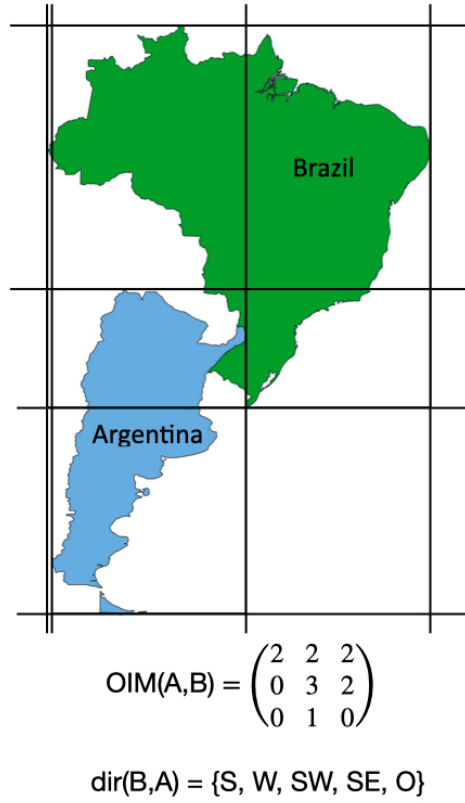 Brazil
Argentina
OIM(A,B) = (2 2 2
0 3 2
0 1 0)
dir(B,A) = {S, W, SW, SE, O}